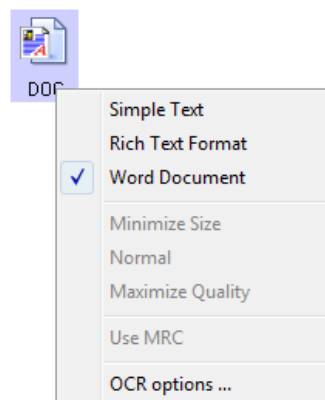 DOC
Simple Text
Rich Text Format
Word Document
Minimize Size
Normal
Maximize Quality
Use MRC
OCR options ...